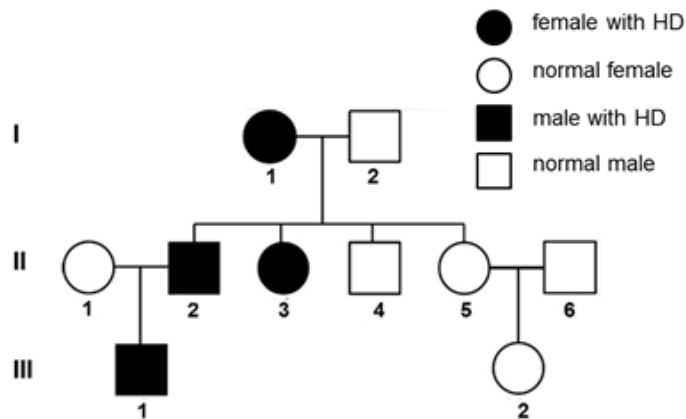 female with HD
normal female
male with HD
normal male
I
1 2
II
1 2 3 4 5 6
III
1 2